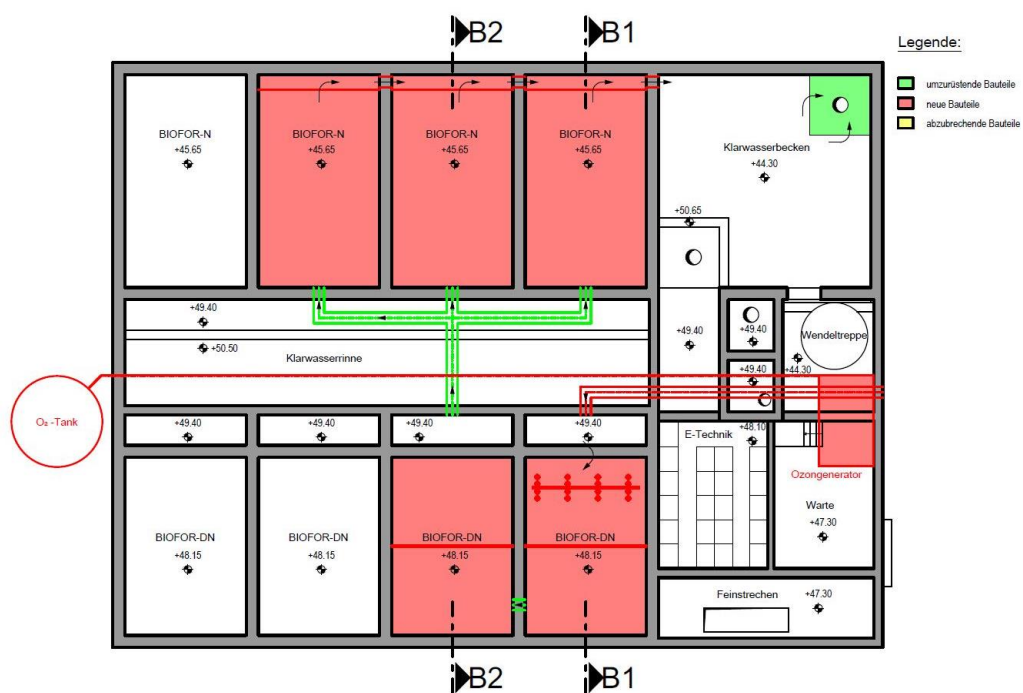 B2
B1
Legende:
umzurüstende Bauteile
neue Bauteile
abzubrechende Bauteile
BIOFOR-N
+45.65
BIOFOR-N
+45.65
BIOFOR-N
+45.65
BIOFOR-N
+45.65
Klarwasserbecken
+44.30
+50.65
+49.40
+50.50
Klarwasserrinne
+49.40
+49.40
+49.40
Wendeltreppe
+44.30
O₂ -Tank
+49.40
+49.40
+49.40
+49.40
E-Technik
+48.10
Ozongenerator
Warte
+47.30
BIOFOR-DN
+48.15
BIOFOR-DN
+48.15
BIOFOR-DN
+48.15
BIOFOR-DN
+48.15
Feinstrechen
+47.30
B2
B1